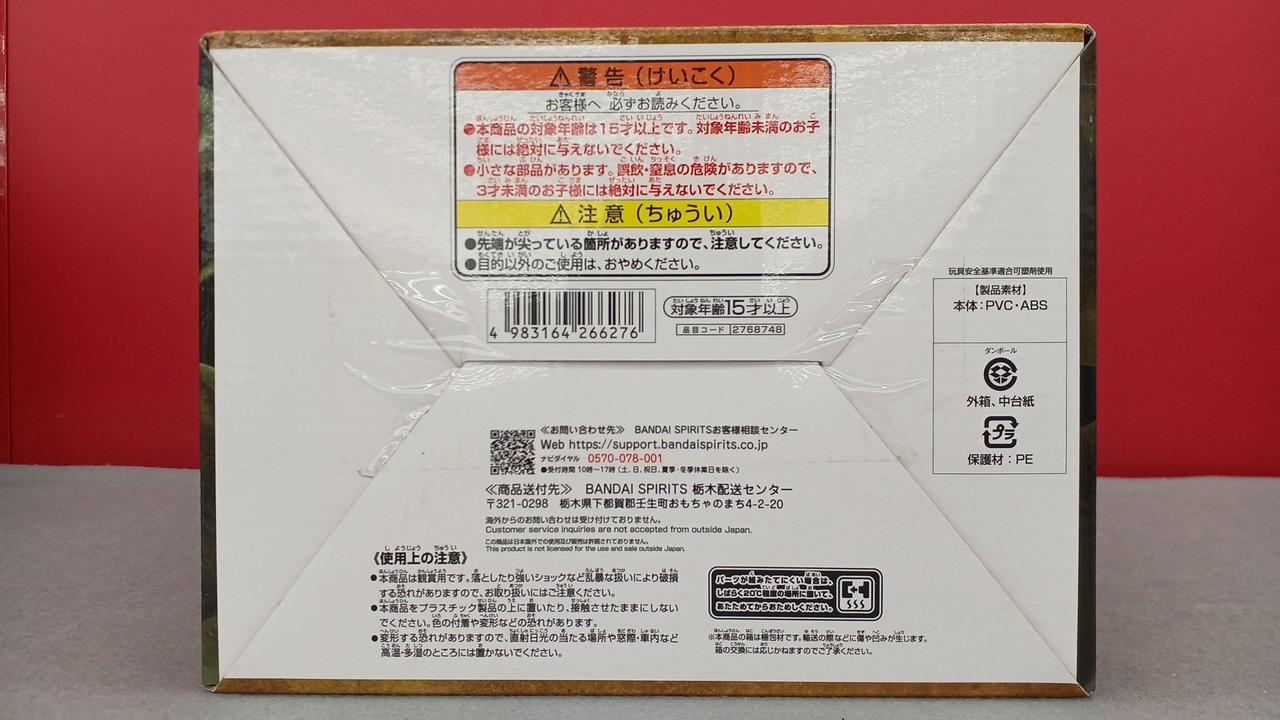 ⚠警告（けいこく）
お客様へ 必ずお読みください。
●本商品の対象年齢は15才以上です。対象年齢未満のお子
様には絶対に与えないでください。
●小さな部品があります。誤飲・窒息の危険がありますので、
3才未満のお子様には絶対に与えないでください。
⚠注意（ちゅうい）
●先端が尖っている箇所がありますので、注意してください。
●目的以外のご使用は、おやめください。
4 983164 266276
対象年齢15才以上
品目コード 2768748
玩具安全基準適合可塑剤使用
【製品素材】
本体：PVC・ABS
ダンボール
外箱、中台紙
プラ
保護材：PE
≪お問い合わせ先≫ BANDAI SPIRITSお客様相談センター
Web https://support.bandaispirits.co.jp
ナビダイヤル 0570-078-001
●受付時間 10時～17時（土、日、祝日、夏季・冬季休業日を除く）
≪商品送付先≫ BANDAI SPIRITS 栃木配送センター
〒321-0298 栃木県下都賀郡壬生町おもちゃのまち4-2-20
海外からのお問い合わせは受け付けておりません。
Customer service inquiries are not accepted from outside Japan.
この商品は日本国外での使用及び販売は許諾されておりません。
This product is not licensed for the use and sale outside Japan.
《使用上の注意》
●本商品は観賞用です。落としたり強いショックなど乱暴な扱いにより破損
する恐れがありますので、お取り扱いにはご注意ください。
●本商品をプラスチック製品の上に置いたり、接触させたままにしない
でください。色の付着や変形などの恐れがあります。
●変形する恐れがありますので、直射日光の当たる場所や窓際・車内など
高温・多湿のところには置かないでください。
パーツが組みたてにくい場合は、
しばらく20℃程度の場所に置いて、
あたためてからおためしください。
※本商品の箱は梱包材です。輸送の際などに傷や凹みが生じます。
箱の交換には応じかねますのでご了承ください。